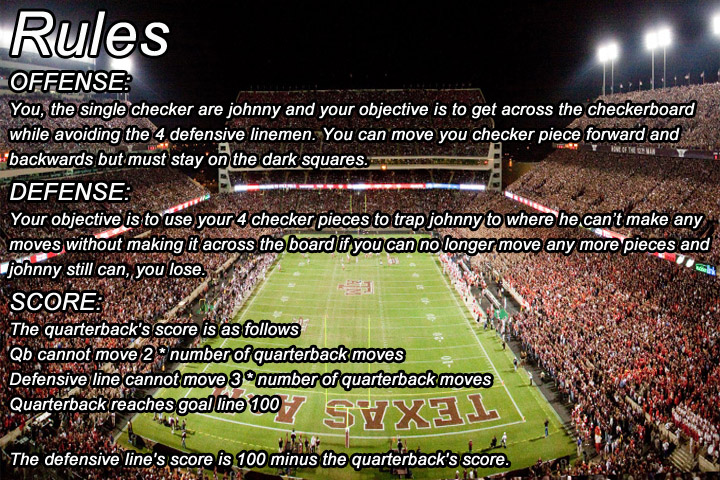 Rules
OFFENSE:
You, the single checker are johnny and your objective is to get across the checkerboard
while avoiding the 4 defensive linemen. You can move you checker piece forward and
backwards but must stay on the dark squares.
HOME OF THE 12TH MAN
DEFENSE:
Your objective is to use your 4 checker pieces to trap johnny to where he can't make any
moves without making it across the board if you can no longer move any more pieces and
johnny still can, you lose.
SCORE:
The quarterback's score is as follows
Qb cannot move 2 * number of quarterback moves
Defensive line cannot move 3 * number of quarterback moves
Quarterback reaches goal line 100
TEXAS A
The defensive line's score is 100 minus the quarterback's score.